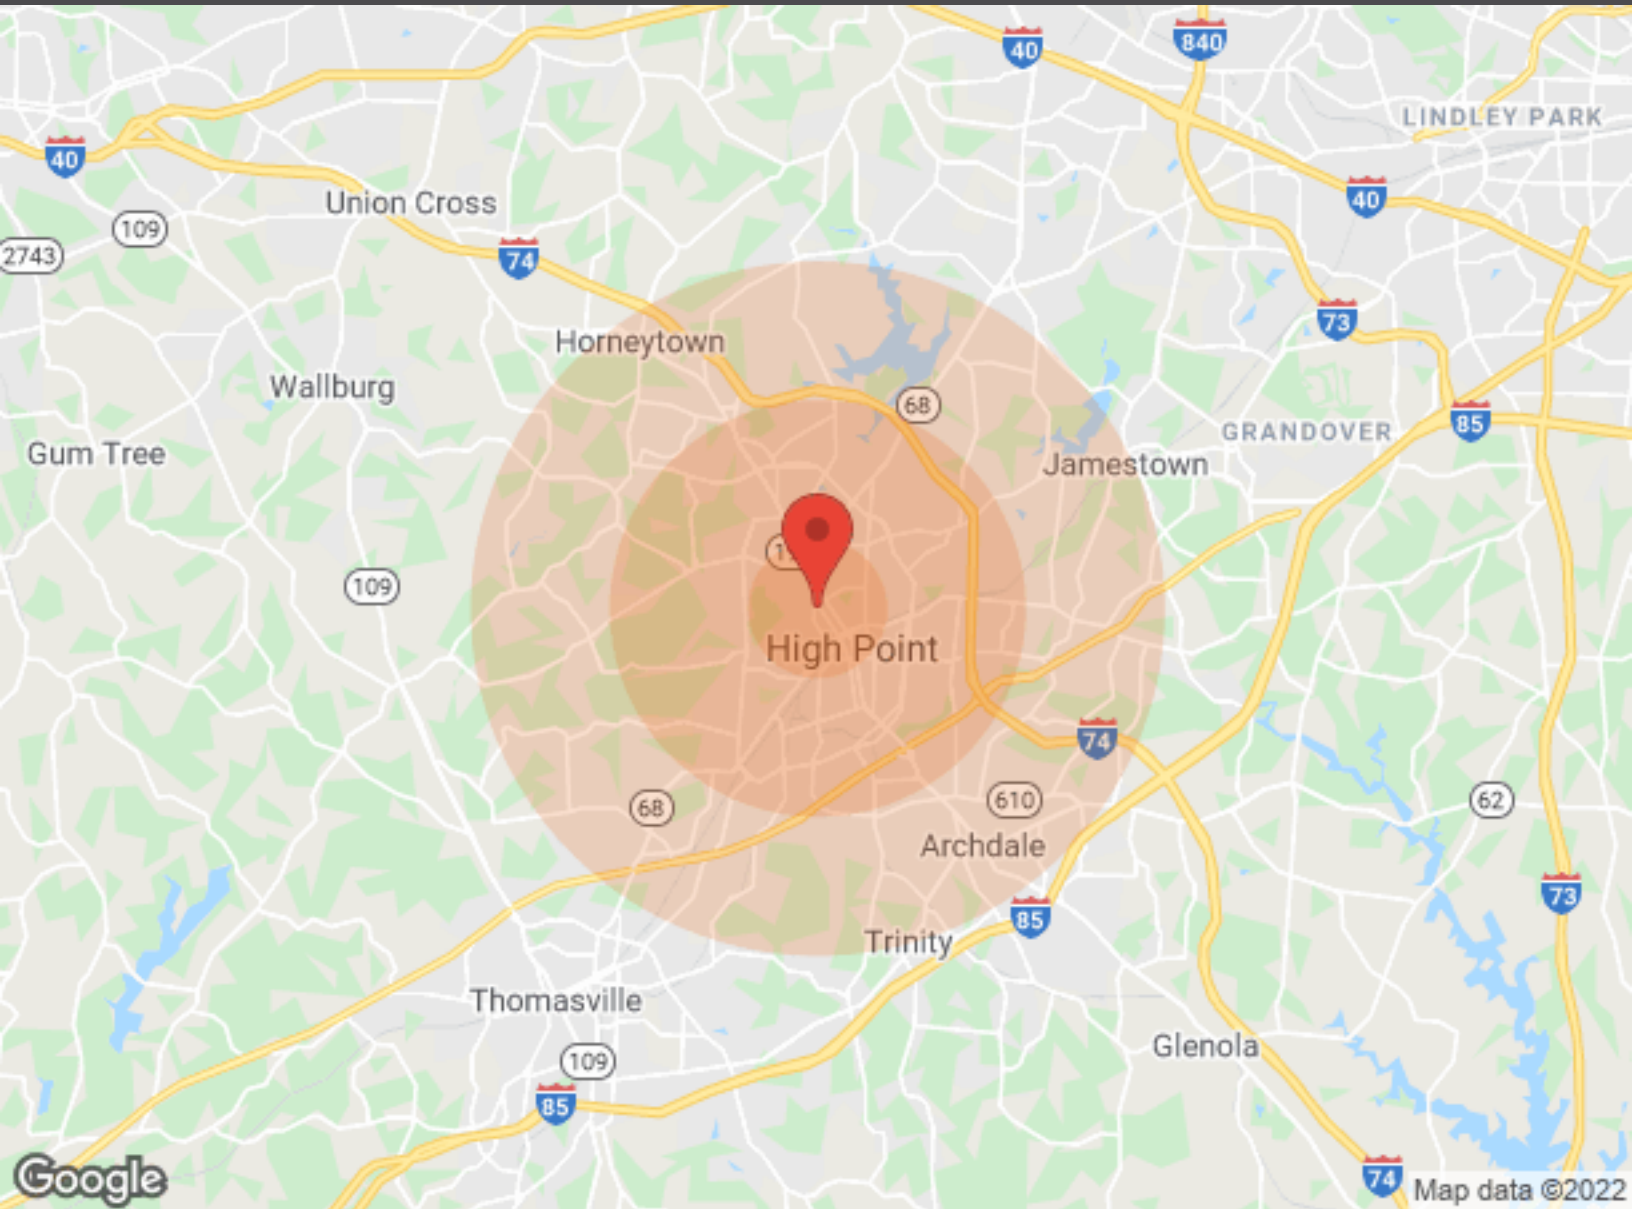 40
840
LINDLEY PARK
40
Union Cross
40
109
2743
74
73
Horneytown
Wallburg
68
85
GRANDOVER
Gum Tree
Jamestown
109
High Point
74
68
610
62
Archdale
73
85
Trinity
Thomasville
Glenola
109
85
Google
74
Map data ©2022